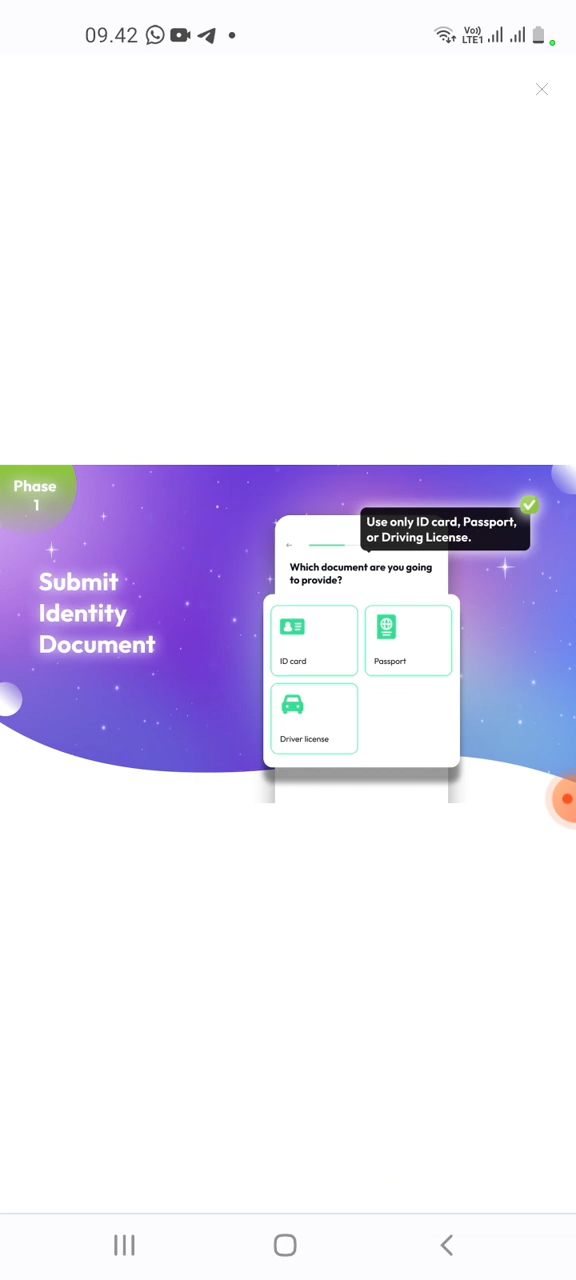 09.42
Vo))
LTE1
Phase
1
Submit
Identity
Document
Use only ID card, Passport,
or Driving License.
Which document are you going
to provide?
ID card
Passport
Driver license